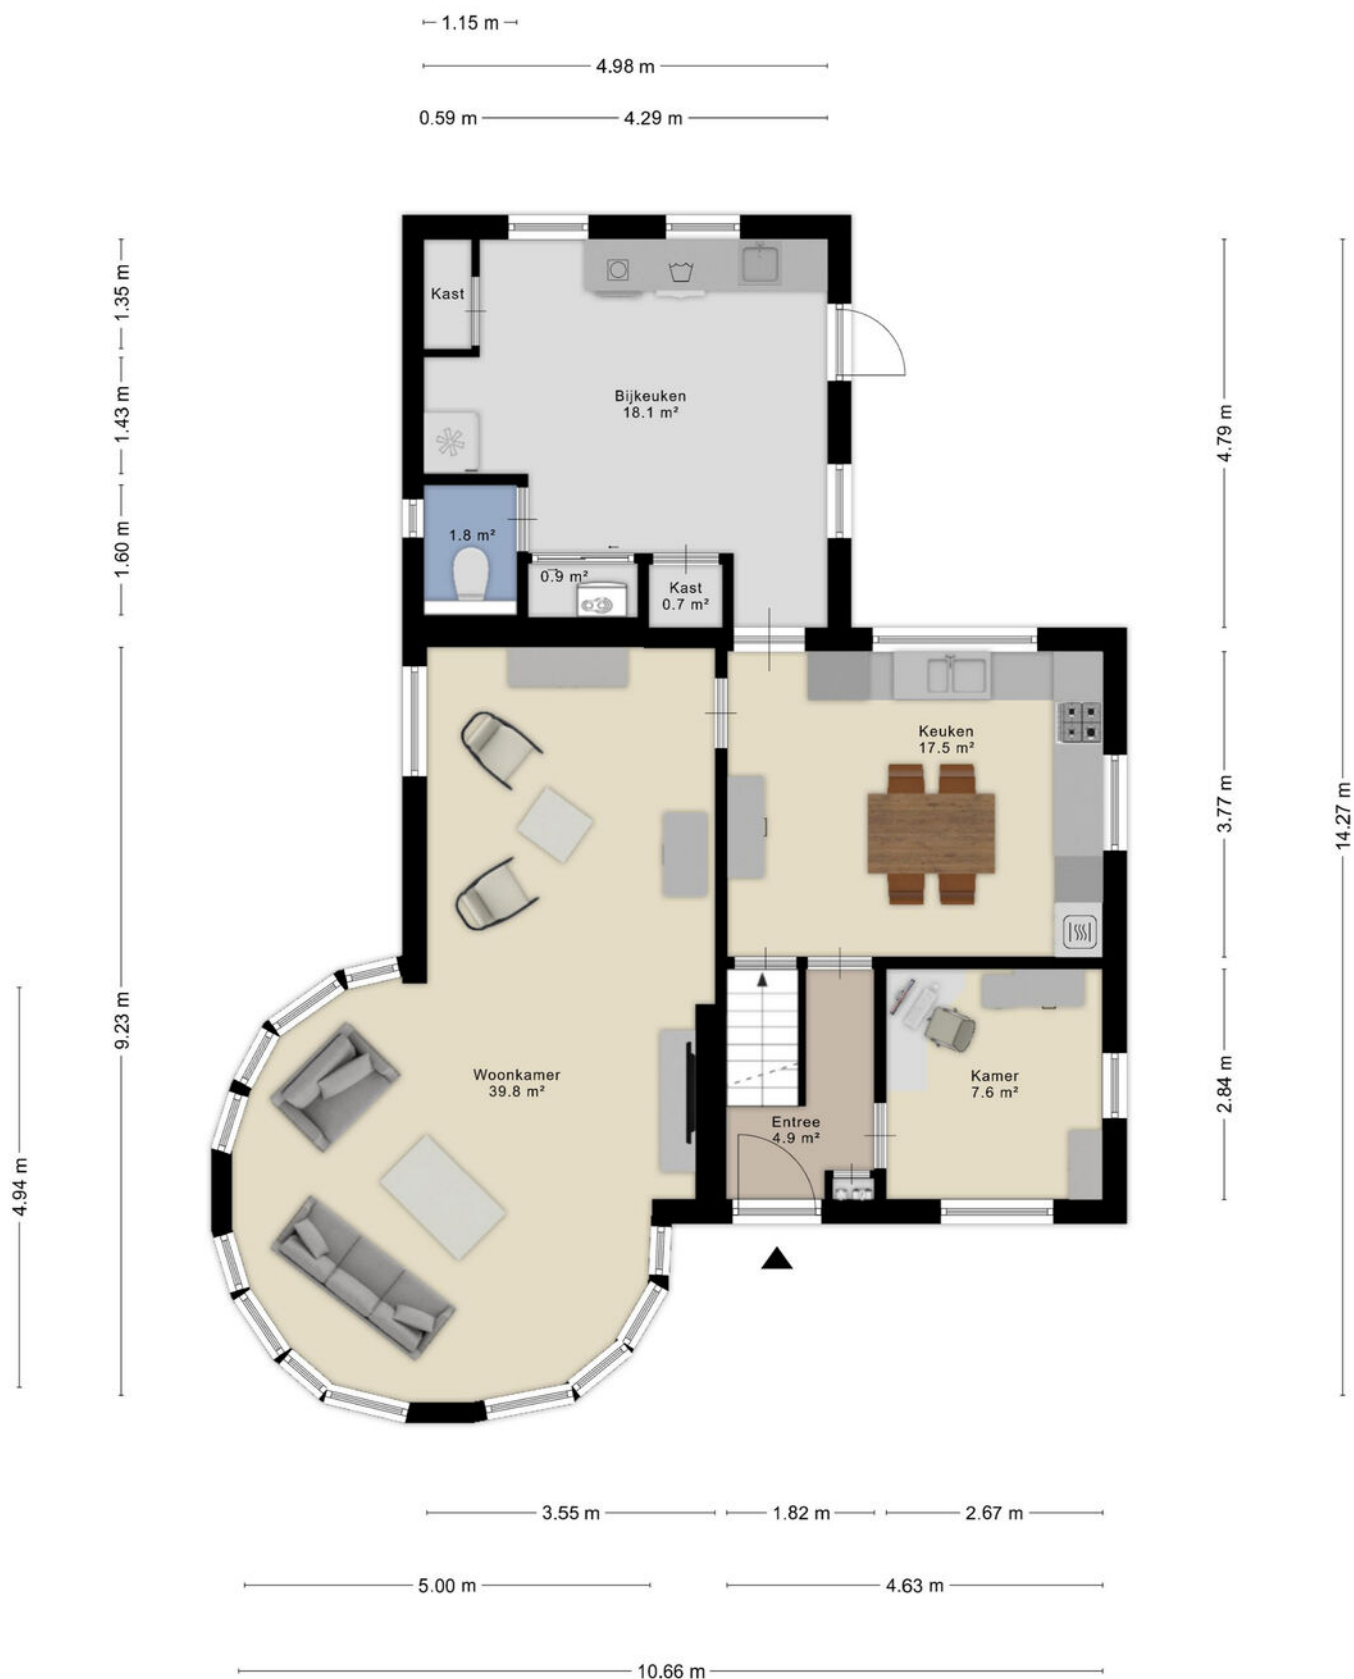 1.15 m
4.98 m
0.59 m
4.29 m
1.35 m
1.43 m
1.60 m
9.23 m
4.94 m
4.79 m
3.77 m
2.84 m
14.27 m
Kast
Bijkeuken
18.1 m²
1.8 m²
0.9 m²
Kast
0.7 m²
Keuken
17.5 m²
Woonkamer
39.8 m²
Kamer
7.6 m²
Entree
4.9 m²
3.55 m
1.82 m
2.67 m
5.00 m
4.63 m
10.66 m